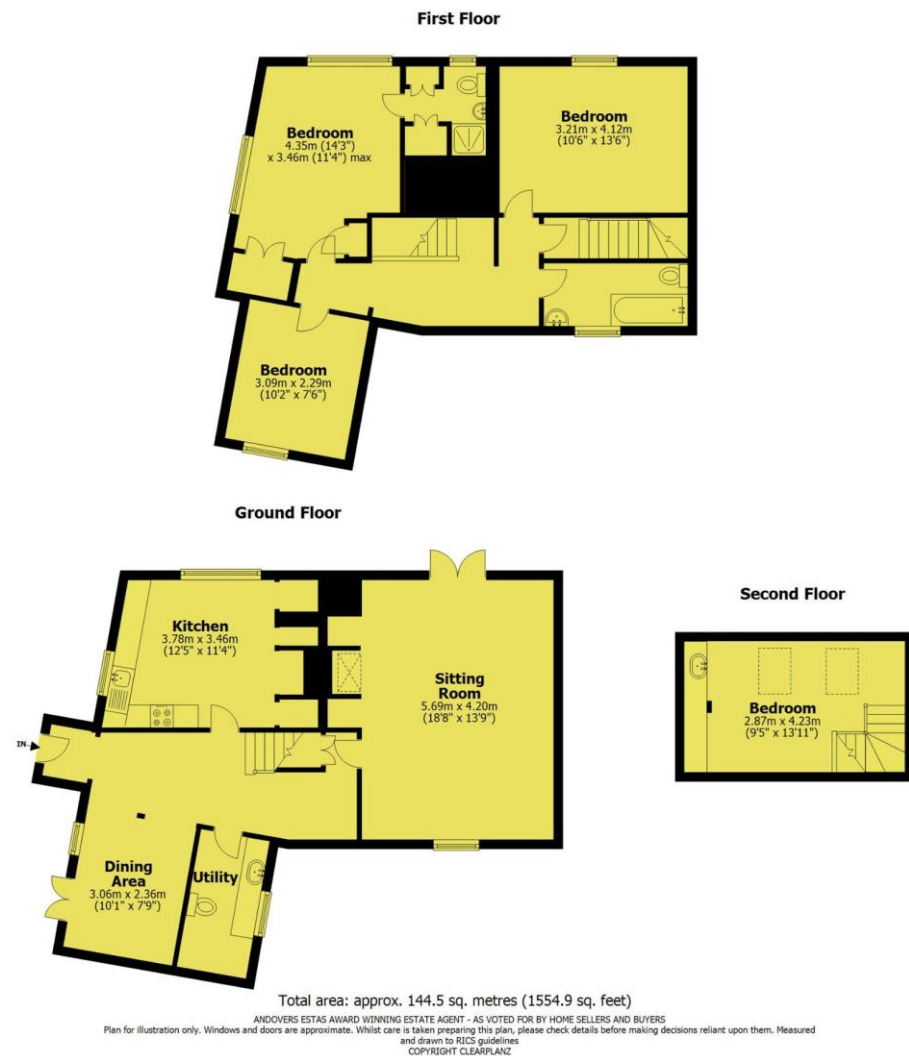 First Floor
Bedroom
4.35m (14'3")
x 3.46m (11'4") max
Bedroom
3.21m x 4.12m
(10'6" x 13'6")
Bedroom
3.09m x 2.29m
(10'2" x 7'6")
Ground Floor
Kitchen
3.78m x 3.46m
(12'5" x 11'4")
Sitting
Room
5.69m x 4.20m
(18'8" x 13'9")
IN
Dining
Area
3.06m x 2.36m
(10'1" x 7'9")
Utility
Second Floor
Bedroom
2.87m x 4.23m
(9'5" x 13'11")
Total area: approx. 144.5 sq. metres (1554.9 sq. feet)
ANDOVERS ESTAS AWARD WINNING ESTATE AGENT - AS VOTED FOR BY HOME SELLERS AND BUYERS
Plan for illustration only. Windows and doors are approximate. Whilst care is taken preparing this plan, please check details before making decisions reliant upon them. Measured
and drawn to RICS guidelines
COPYRIGHT CLEARPLANZ